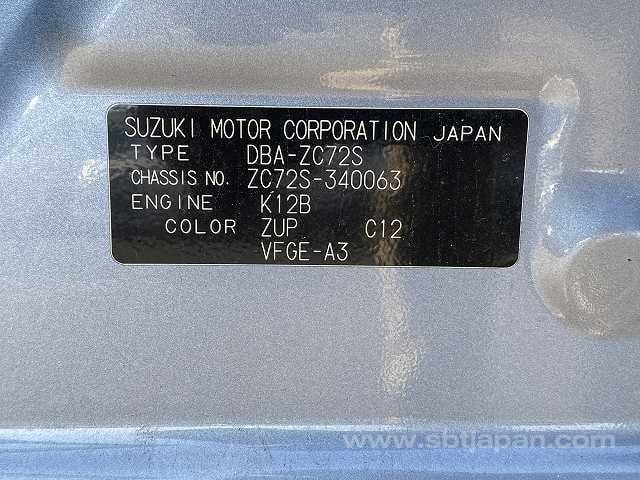 SUZUKI MOTOR CORPORATION JAPAN
TYPE DBA-ZC72S
CHASSIS NO. ZC72S-340063
ENGINE K12B
COLOR ZUP C12
VFGE-A3
www.sbtjapan.com